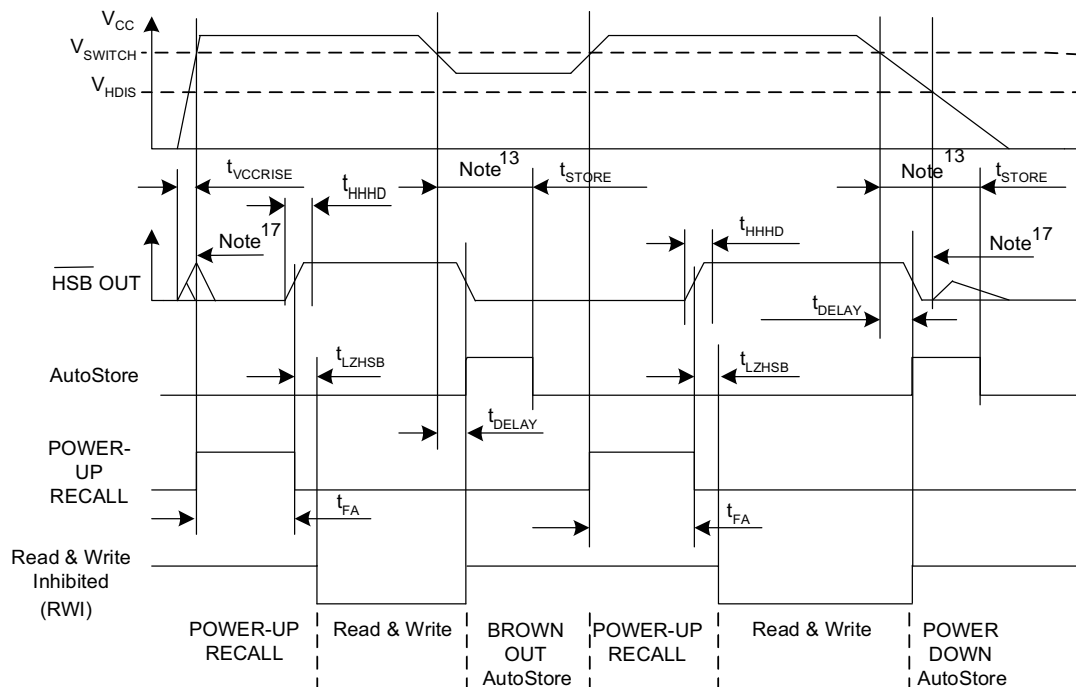 VCC
VSWITCH
VHDIS
tVCCRISE
tHHHD
Note13
tSTORE
Note13
tSTORE
Note17
tHHHD
Note17
HSB OUT
tDELAY
tLZHSB
tLZHSB
AutoStore
tDELAY
POWER-
UP
RECALL
tFA
tFA
Read & Write
Inhibited
(RWI)
POWER-UP
RECALL
Read & Write
BROWN
OUT
AutoStore
POWER-UP
RECALL
Read & Write
POWER
DOWN
AutoStore